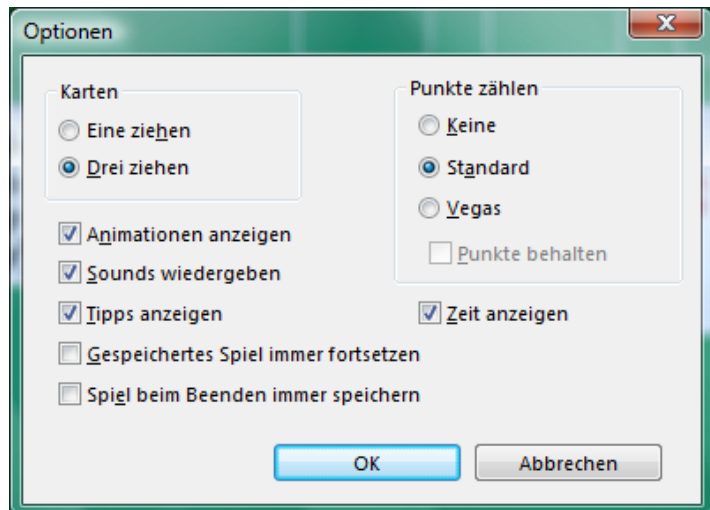 Optionen
Karten
Eine ziehen
Drei ziehen
Punkte zählen
Keine
Standard
Vegas
Punkte behalten
Animationen anzeigen
Sounds wiedergeben
Tipps anzeigen
Zeit anzeigen
Gespeichertes Spiel immer fortsetzen
Spiel beim Beenden immer speichern
OK
Abbrechen